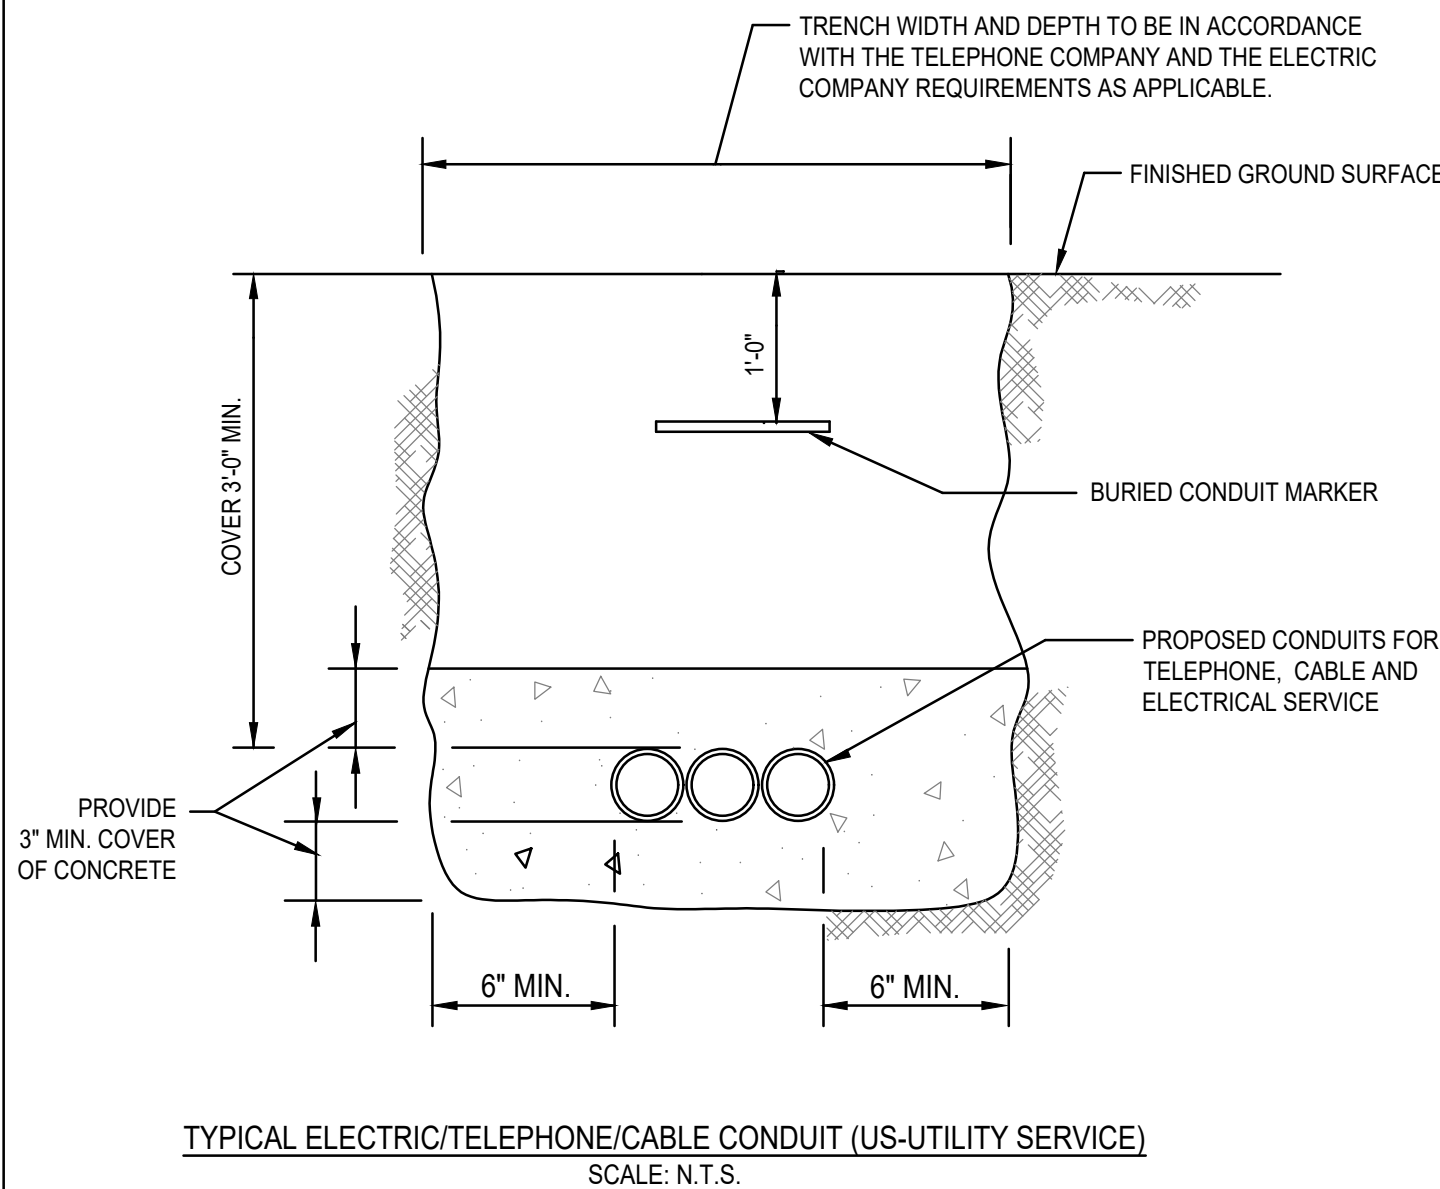 TRENCH WIDTH AND DEPTH TO BE IN ACCORDANCE
WITH THE TELEPHONE COMPANY AND THE ELECTRIC
COMPANY REQUIREMENTS AS APPLICABLE.
FINISHED GROUND SURFACE
1'-0"
COVER 3'-0" MIN.
BURIED CONDUIT MARKER
PROPOSED CONDUITS FOR
TELEPHONE, CABLE AND
ELECTRICAL SERVICE
PROVIDE
3" MIN. COVER
OF CONCRETE
6" MIN.
6" MIN.
TYPICAL ELECTRIC/TELEPHONE/CABLE CONDUIT (US-UTILITY SERVICE)
SCALE: N.T.S.